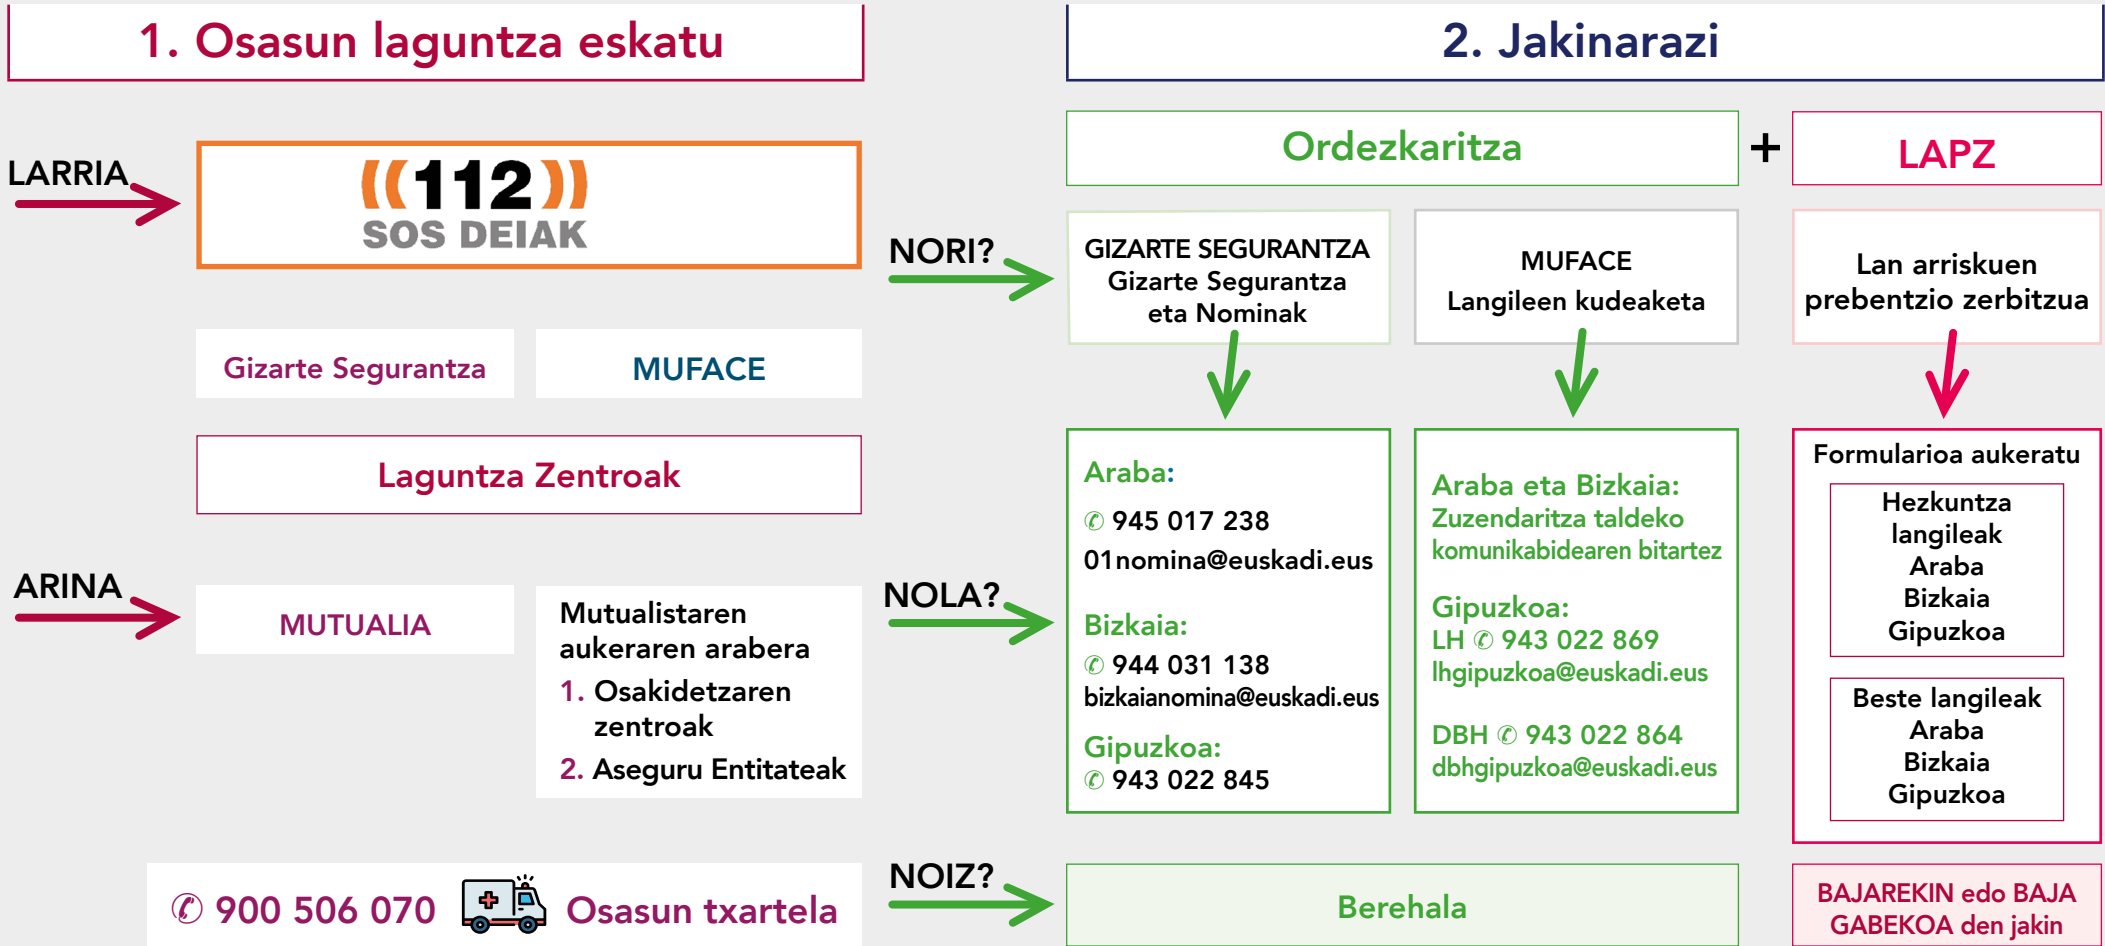 1. Osasun laguntza eskatu
LARRIA
((112))
SOS DEIAK
Gizarte Segurantza
MUFACE
Laguntza Zentroak
ARINA
MUTUALIA
Mutualistaren
aukeraren arabera
1. Osakidetzaren
zentroak
2. Aseguru Entitateak
✆ 900 506 070
Osasun txartela
2. Jakinarazi
Ordezkaritza
+
LAPZ
NORI?
GIZARTE SEGURANTZA
Gizarte Segurantza
eta Nominak
MUFACE
Langileen kudeaketa
Lan arriskuen
prebentzio zerbitzua
NOLA?
Araba:
✆ 945 017 238
01nomina@euskadi.eus
Bizkaia:
✆ 944 031 138
bizkaianomina@euskadi.eus
Gipuzkoa:
✆ 943 022 845
Araba eta Bizkaia:
Zuzendaritza taldeko
komunikabidearen bitartez
Gipuzkoa:
LH ✆ 943 022 869
lhgipuzkoa@euskadi.eus
DBH ✆ 943 022 864
dbhgipuzkoa@euskadi.eus
Formularioa aukeratu
Hezkuntza
langileak
Araba
Bizkaia
Gipuzkoa
Beste langileak
Araba
Bizkaia
Gipuzkoa
NOIZ?
Berehala
BAJAREKIN edo BAJA
GABEKOA den jakin